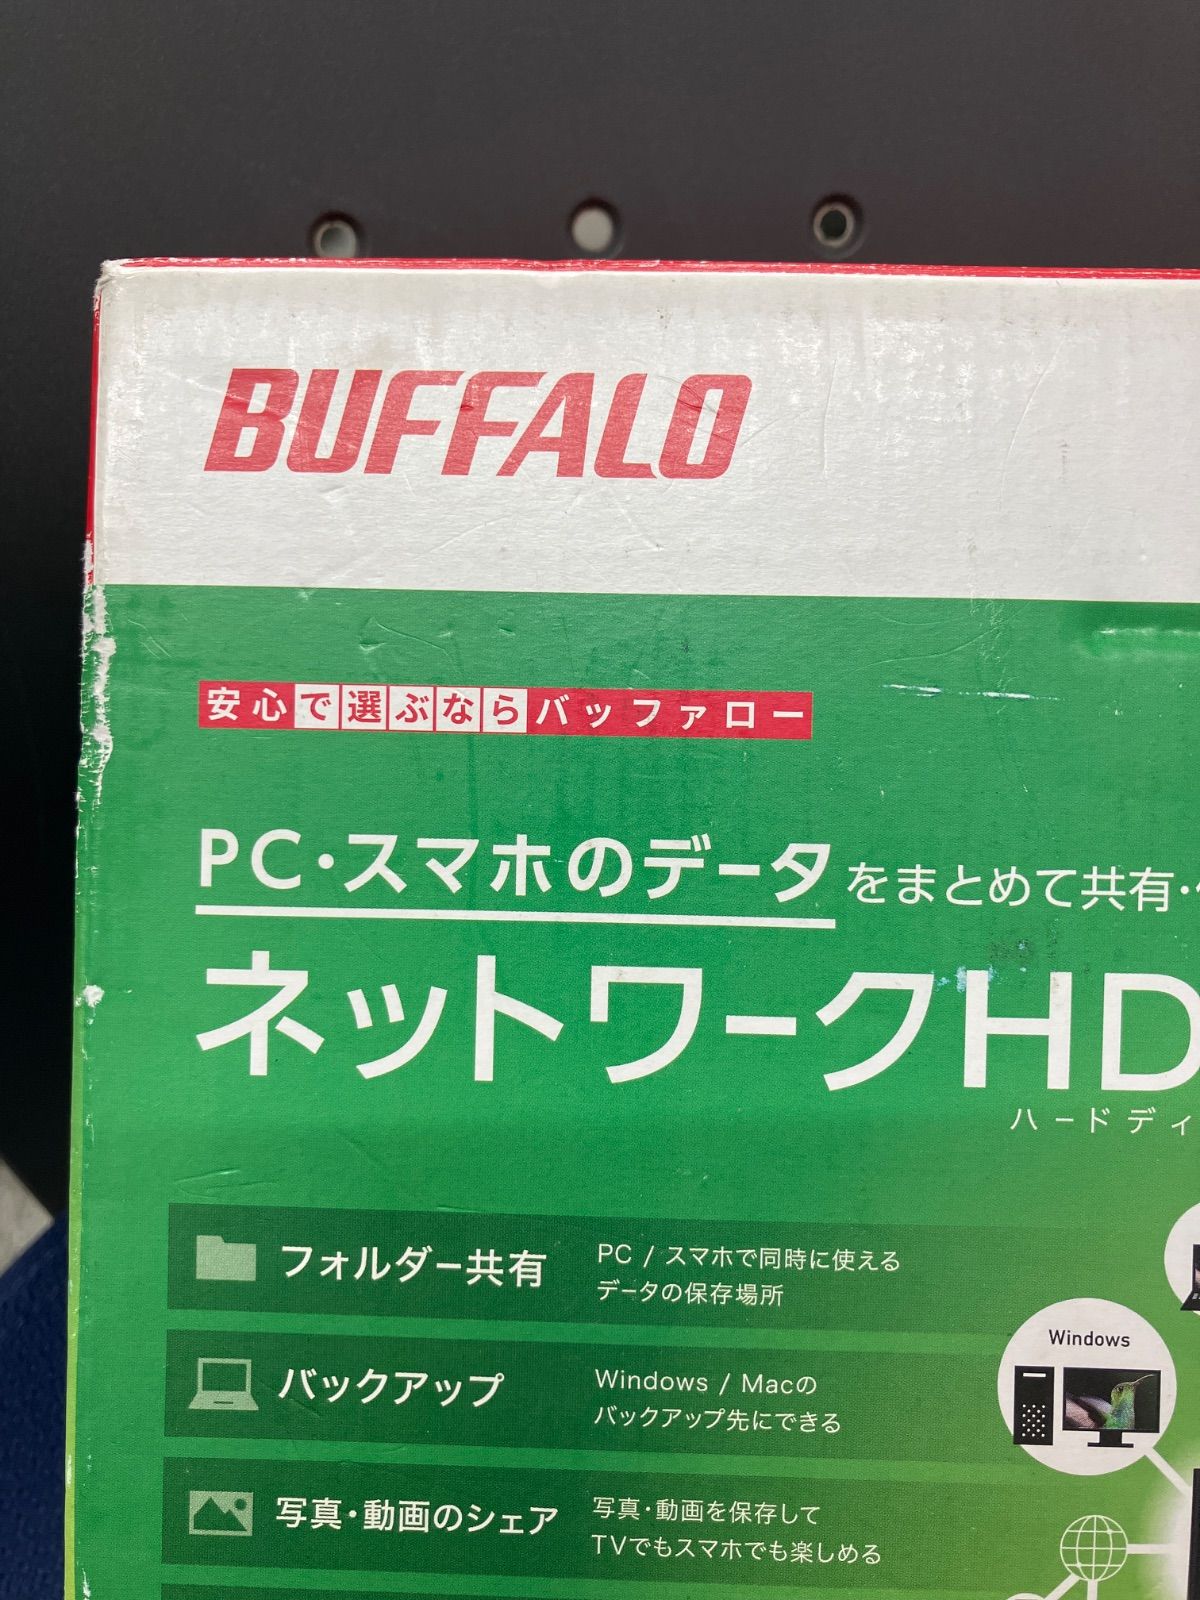 BUFFALO
安心で選ぶならバッファロー
PC・スマホのデータをまとめて共有・
ネットワークHD
ハードディ
フォルダー共有
PC / スマホで同時に使える
データの保存場所
バックアップ
Windows / Macの
バックアップ先にできる
Windows
写真・動画のシェア
写真・動画を保存して
TVでもスマホでも楽しめる